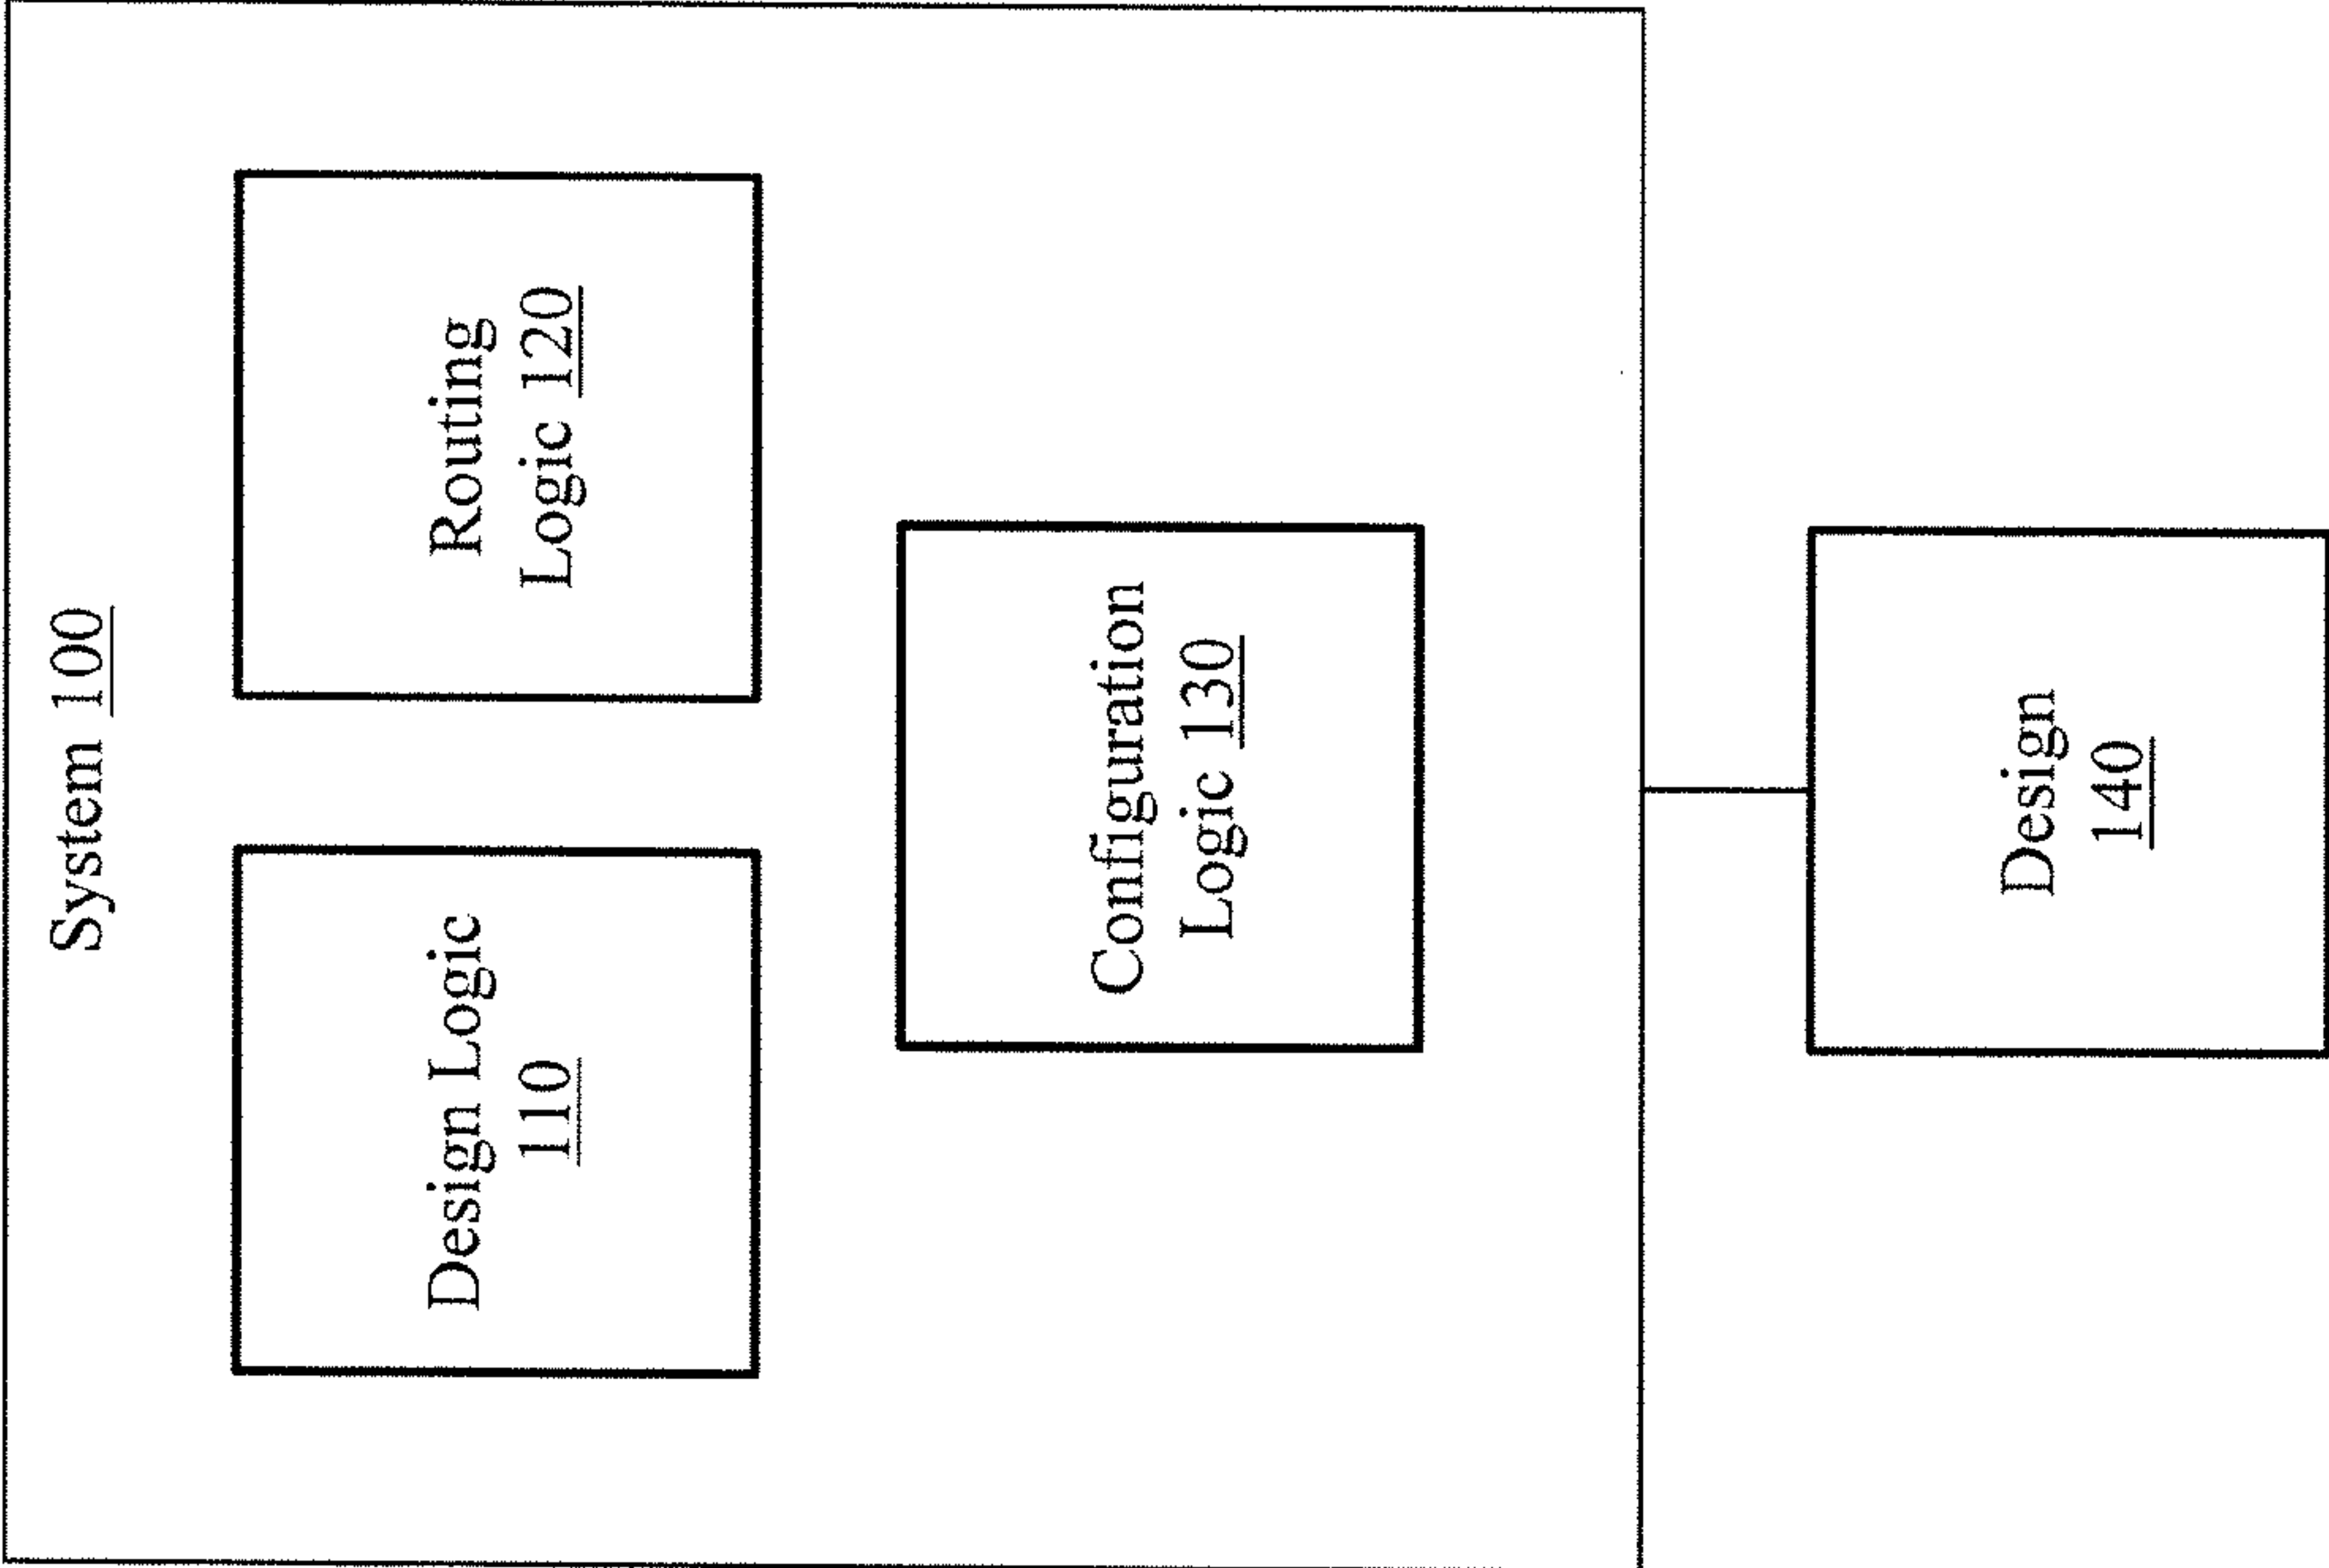 System 100
Design Logic
110
Routing
Logic 120
Configuration
Logic 130
Design
140